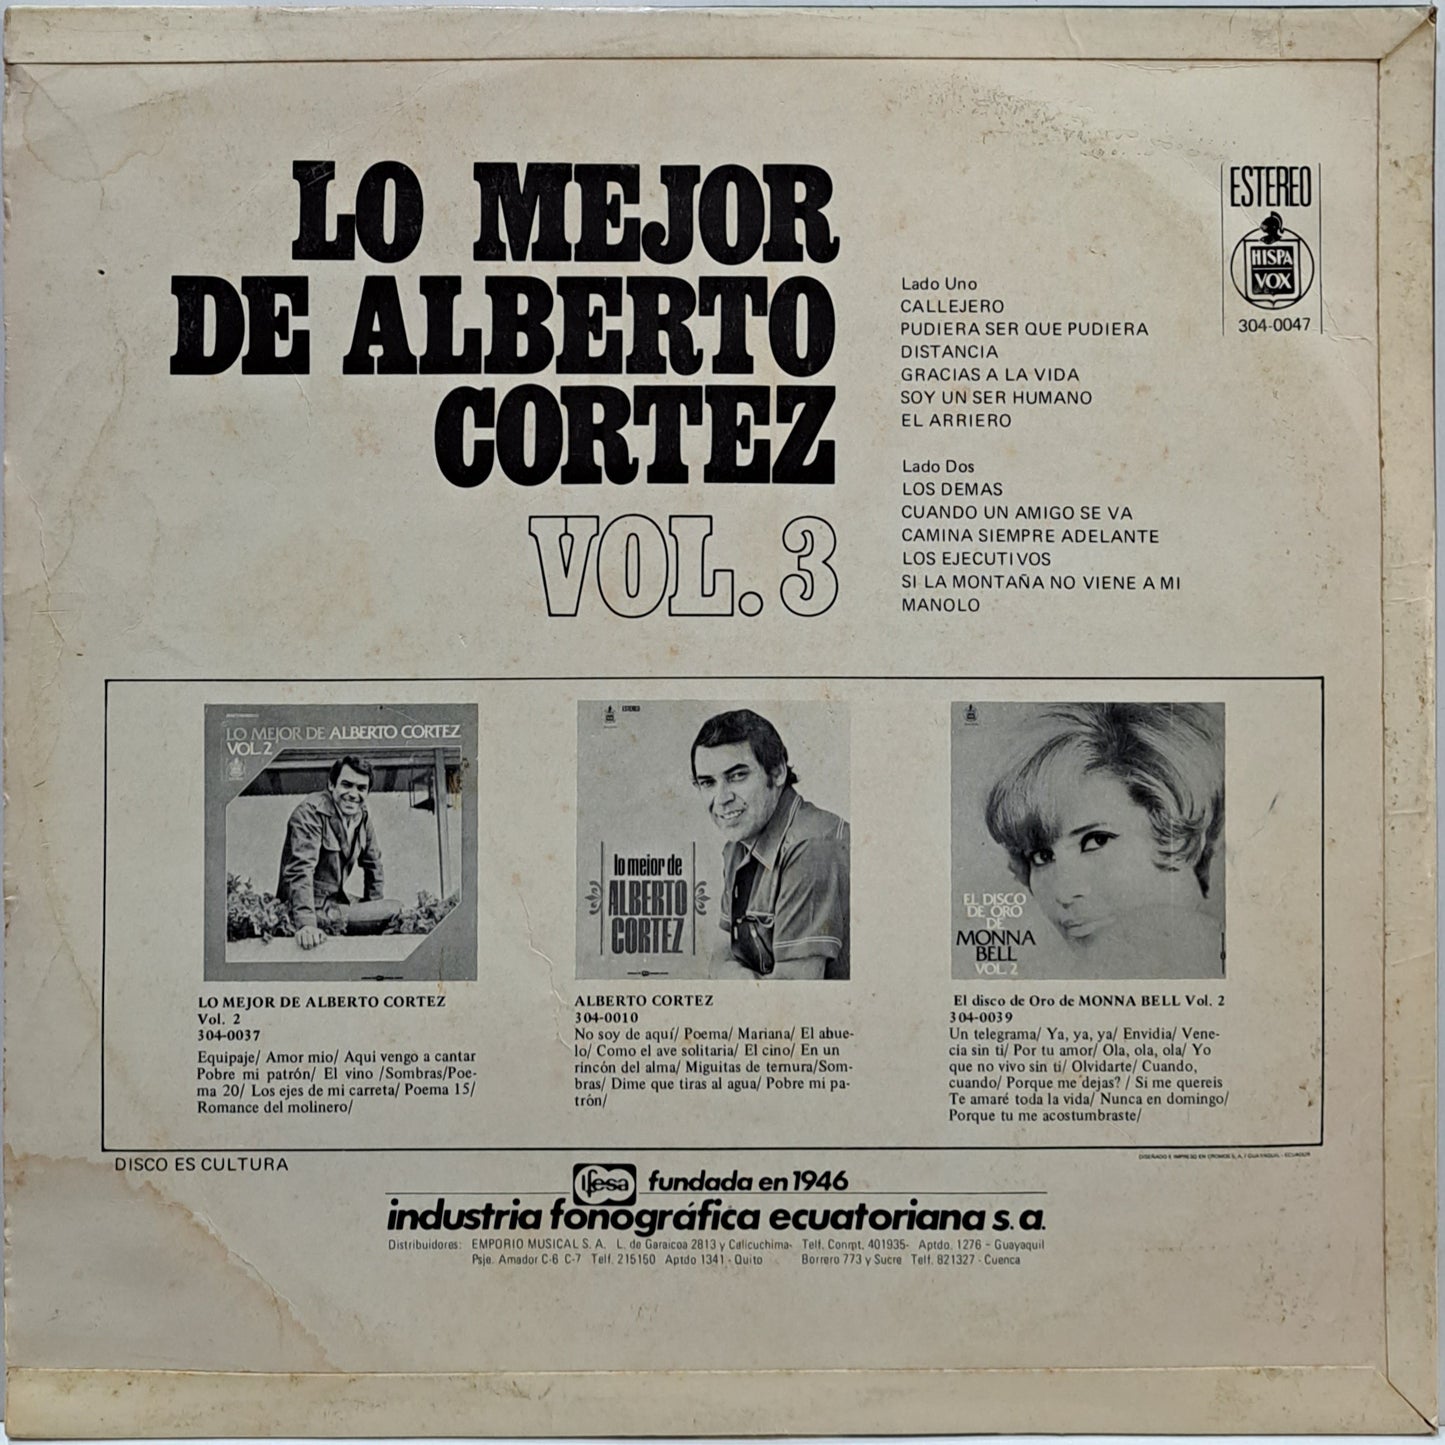 LO MEJOR
DE ALBERTO
CORTEZ
VOL. 3
ESTEREO
HISPA
VOX
304-0047
Lado Uno
CALLEJERO
PUDIERA SER QUE PUDIERA
DISTANCIA
GRACIAS A LA VIDA
SOY UN SER HUMANO
EL ARRIERO
Lado Dos
LOS DEMAS
CUANDO UN AMIGO SE VA
CAMINA SIEMPRE ADELANTE
LOS EJECUTIVOS
SI LA MONTAÑA NO VIENE A MI
MANOLO
LO MEJOR DE ALBERTO CORTEZ
VOL. 2
LO MEJOR DE ALBERTO CORTEZ
Vol. 2
304-0037
Equipaje/ Amor mio/ Aqui vengo a cantar
Pobre mi patrón/ El vino /Sombras/Poe-
ma 20/ Los ejes de mi carreta/ Poema 15/
Romance del molinero/
ESTEREO
lo mejor de
ALBERTO
CORTEZ
ALBERTO CORTEZ
304-0010
No soy de aquí/ Poema/ Mariana/ El abue-
lo/ Como el ave solitaria/ El cino/ En un
rincón del alma/ Miguitas de ternura/Som-
bras/ Dime que tiras al agua/ Pobre mi pa-
trón/
EL DISCO
DE ORO
DE
MONNA
BELL
VOL. 2
El disco de Oro de MONNA BELL Vol. 2
304-0039
Un telegrama/ Ya, ya, ya/ Envidia/ Vene-
cia sin ti/ Por tu amor/ Ola, ola, ola/ Yo
que no vivo sin ti/ Olvidarte/ Cuando,
cuando/ Porque me dejas? / Si me quereis
Te amaré toda la vida/ Nunca en domingo/
Porque tu me acostumbraste/
DISCO ES CULTURA
DISEÑADO E IMPRESO EN CROMOS S. A. / GUAYAQUIL - ECUADOR
Ifesa fundada en 1946
industria fonográfica ecuatoriana s.a.
Distribuidores: EMPORIO MUSICAL S. A. L. de Garaicoa 2813 y Calicuchima- Telf. Conmt. 401935- Aptdo. 1276 - Guayaquil
Psje. Amador C-6 C-7 Telf. 215150 Aptdo 1341 - Quito Borrero 773 y Sucre Telf. 821327 - Cuenca